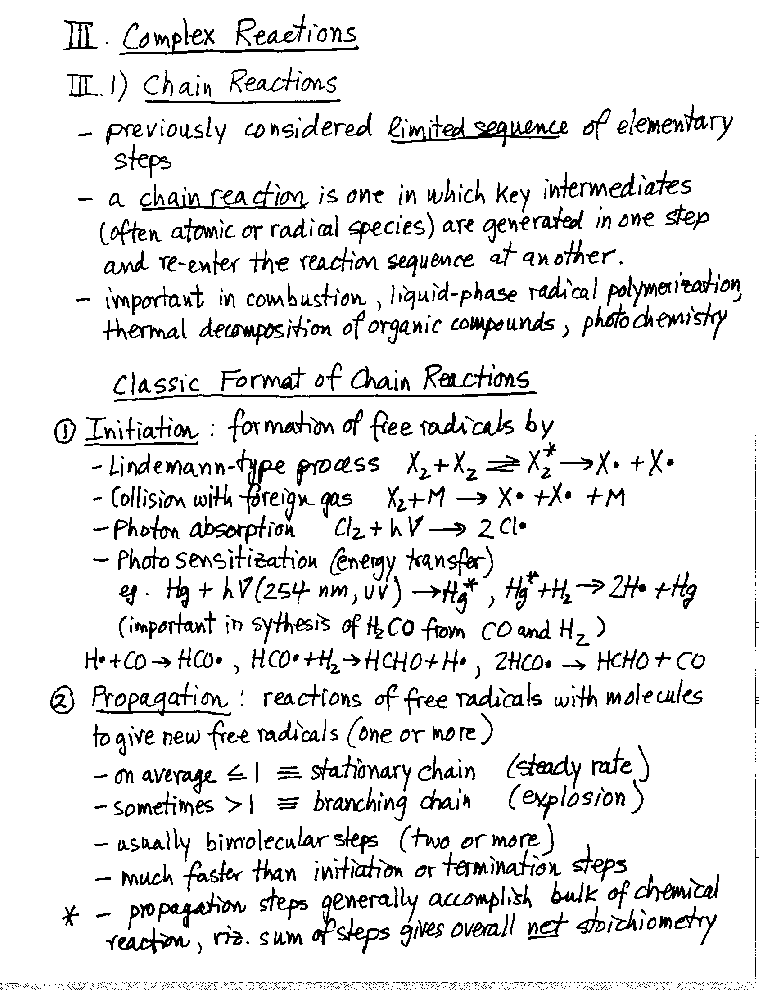 III. Complex Reactions
III.1) Chain Reactions
- previously considered limited sequence of elementary
steps
- a chain reaction is one in which key intermediates
(often atomic or radical species) are generated in one step
and re-enter the reaction sequence at another.
- important in combustion, liquid-phase radical polymerization,
thermal decomposition of organic compounds, photochemistry
Classic Format of Chain Reactions
① Initiation: formation of free radicals by
- Lindemann-type process X₂ + X₂ ⇌ X₂* → X• + X•
- Collision with foreign gas X₂ + M → X• + X• + M
- Photon absorption Cl₂ + hν → 2 Cl•
- Photosensitization (energy transfer)
eg. Hg + hν (254 nm, UV) → Hg*, Hg* + H₂ → 2H• + Hg
(important in sythesis of H₂CO from CO and H₂)
H• + CO → HCO•, HCO• + H₂ → HCHO + H•, 2HCO• → HCHO + CO
② Propagation: reactions of free radicals with molecules
to give new free radicals (one or more)
- on average ≤ 1 ≡ stationary chain (steady rate)
- sometimes > 1 ≡ branching chain (explosion)
- usually bimolecular steps (two or more)
- much faster than initiation or termination steps
* - propagation steps generally accomplish bulk of chemical
reaction, viz. sum of steps gives overall net stoichiometry